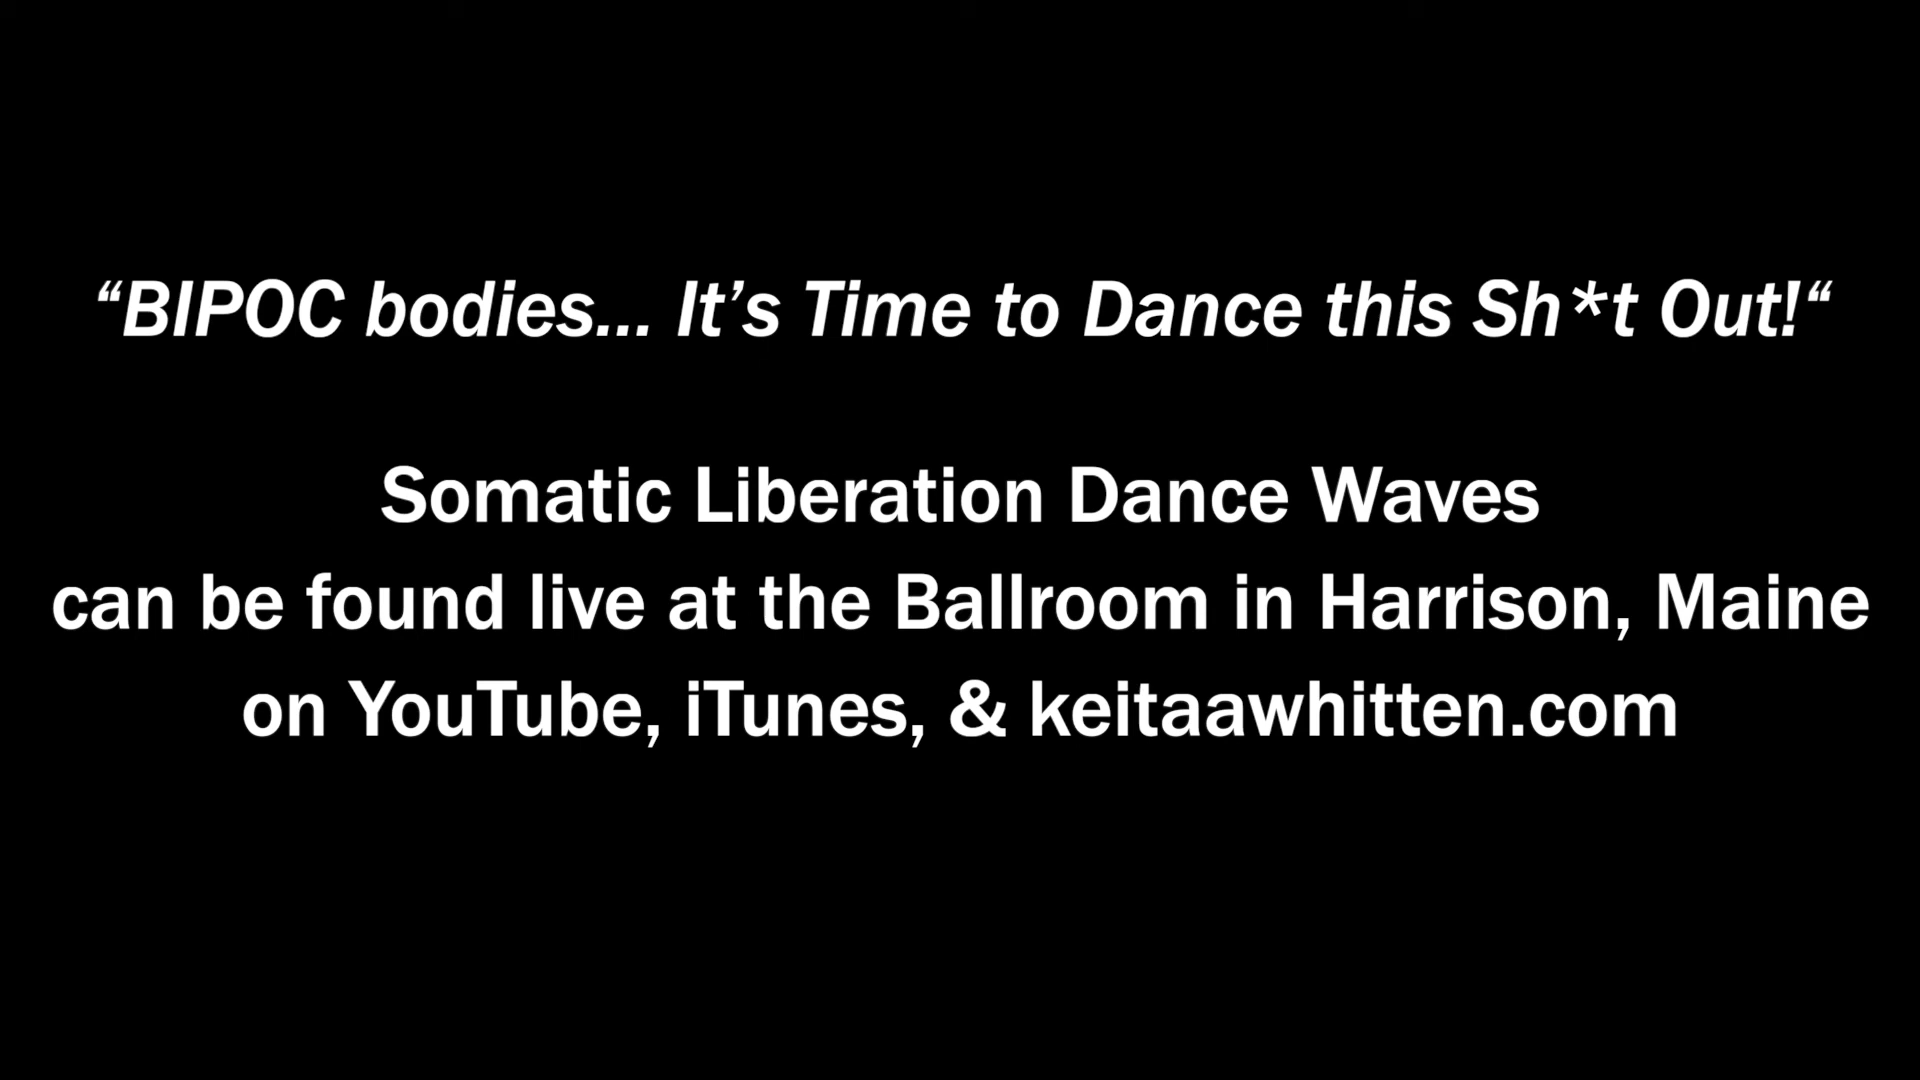 “BIPOC bodies... It’s Time to Dance this Sh*t Out!“
Somatic Liberation Dance Waves
can be found live at the Ballroom in Harrison, Maine
on YouTube, iTunes, & keitaawhitten.com